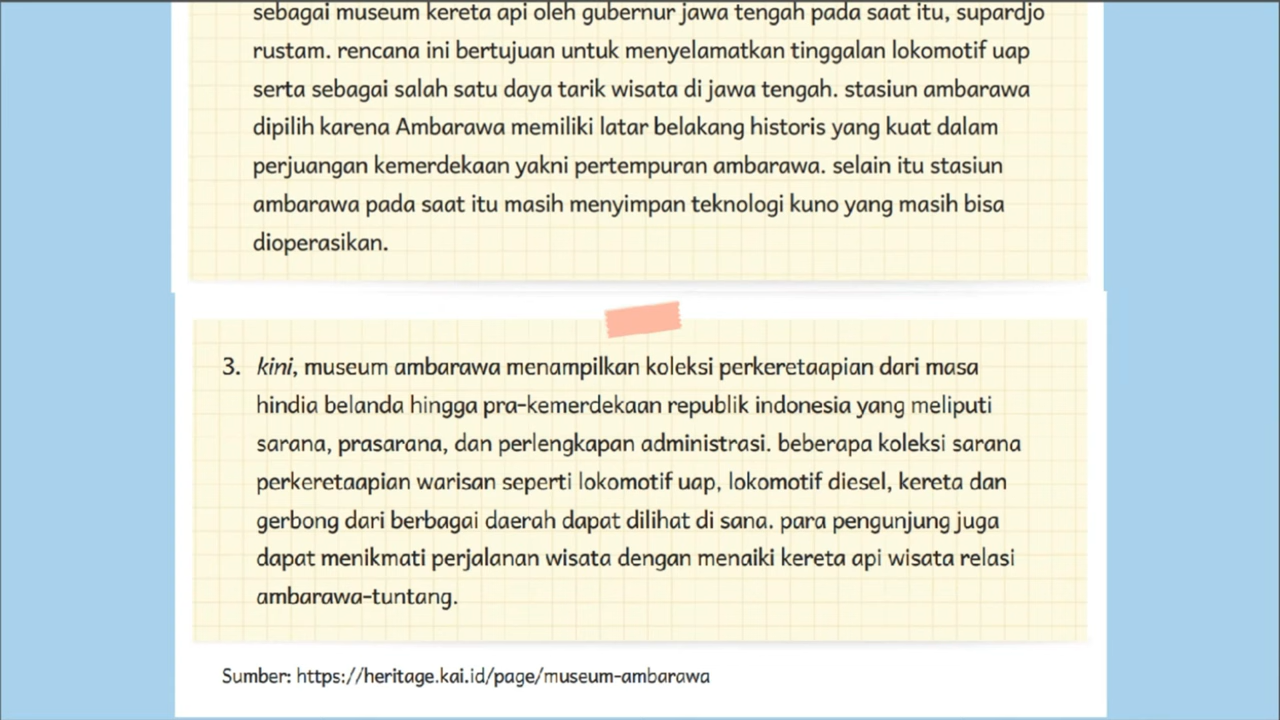 sebagai museum kereta api oleh gubernur jawa tengah pada saat itu, supardjo
rustam. rencana ini bertujuan untuk menyelamatkan tinggalan lokomotif uap
serta sebagai salah satu daya tarik wisata di jawa tengah. stasiun ambarawa
dipilih karena Ambarawa memiliki latar belakang historis yang kuat dalam
perjuangan kemerdekaan yakni pertempuran ambarawa. selain itu stasiun
ambarawa pada saat itu masih menyimpan teknologi kuno yang masih bisa
dioperasikan.
3. kini, museum ambarawa menampilkan koleksi perkeretaapian dari masa
hindia belanda hingga pra-kemerdekaan republik indonesia yang meliputi
sarana, prasarana, dan perlengkapan administrasi. beberapa koleksi sarana
perkeretaapian warisan seperti lokomotif uap, lokomotif diesel, kereta dan
gerbong dari berbagai daerah dapat dilihat di sana. para pengunjung juga
dapat menikmati perjalanan wisata dengan menaiki kereta api wisata relasi
ambarawa-tuntang.
Sumber: https://heritage.kai.id/page/museum-ambarawa